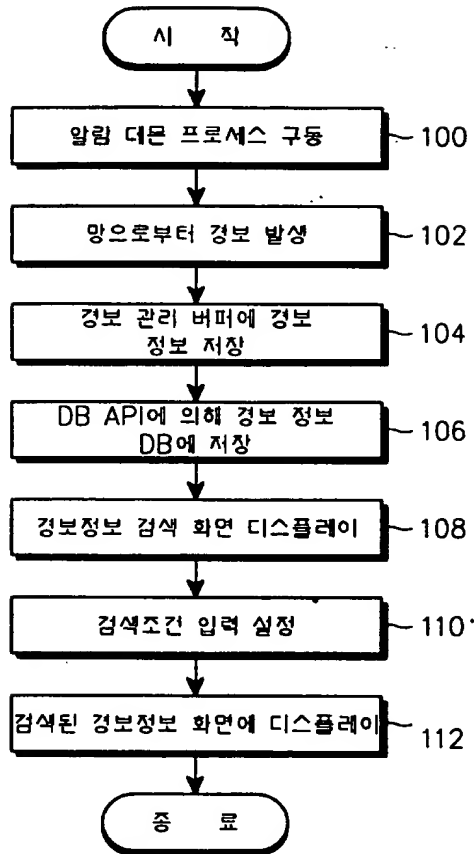 시 작
알람 데몬 프로세스 구동
100
망으로부터 경보 발생
102
경보 관리 버퍼에 경보
정보 저장
104
DB API에 의해 경보 정보
DB에 저장
106
경보정보 검색 화면 디스플레이
108
검색조건 입력 설정
110
검색된 경보정보 화면에 디스플레이
112
종 료